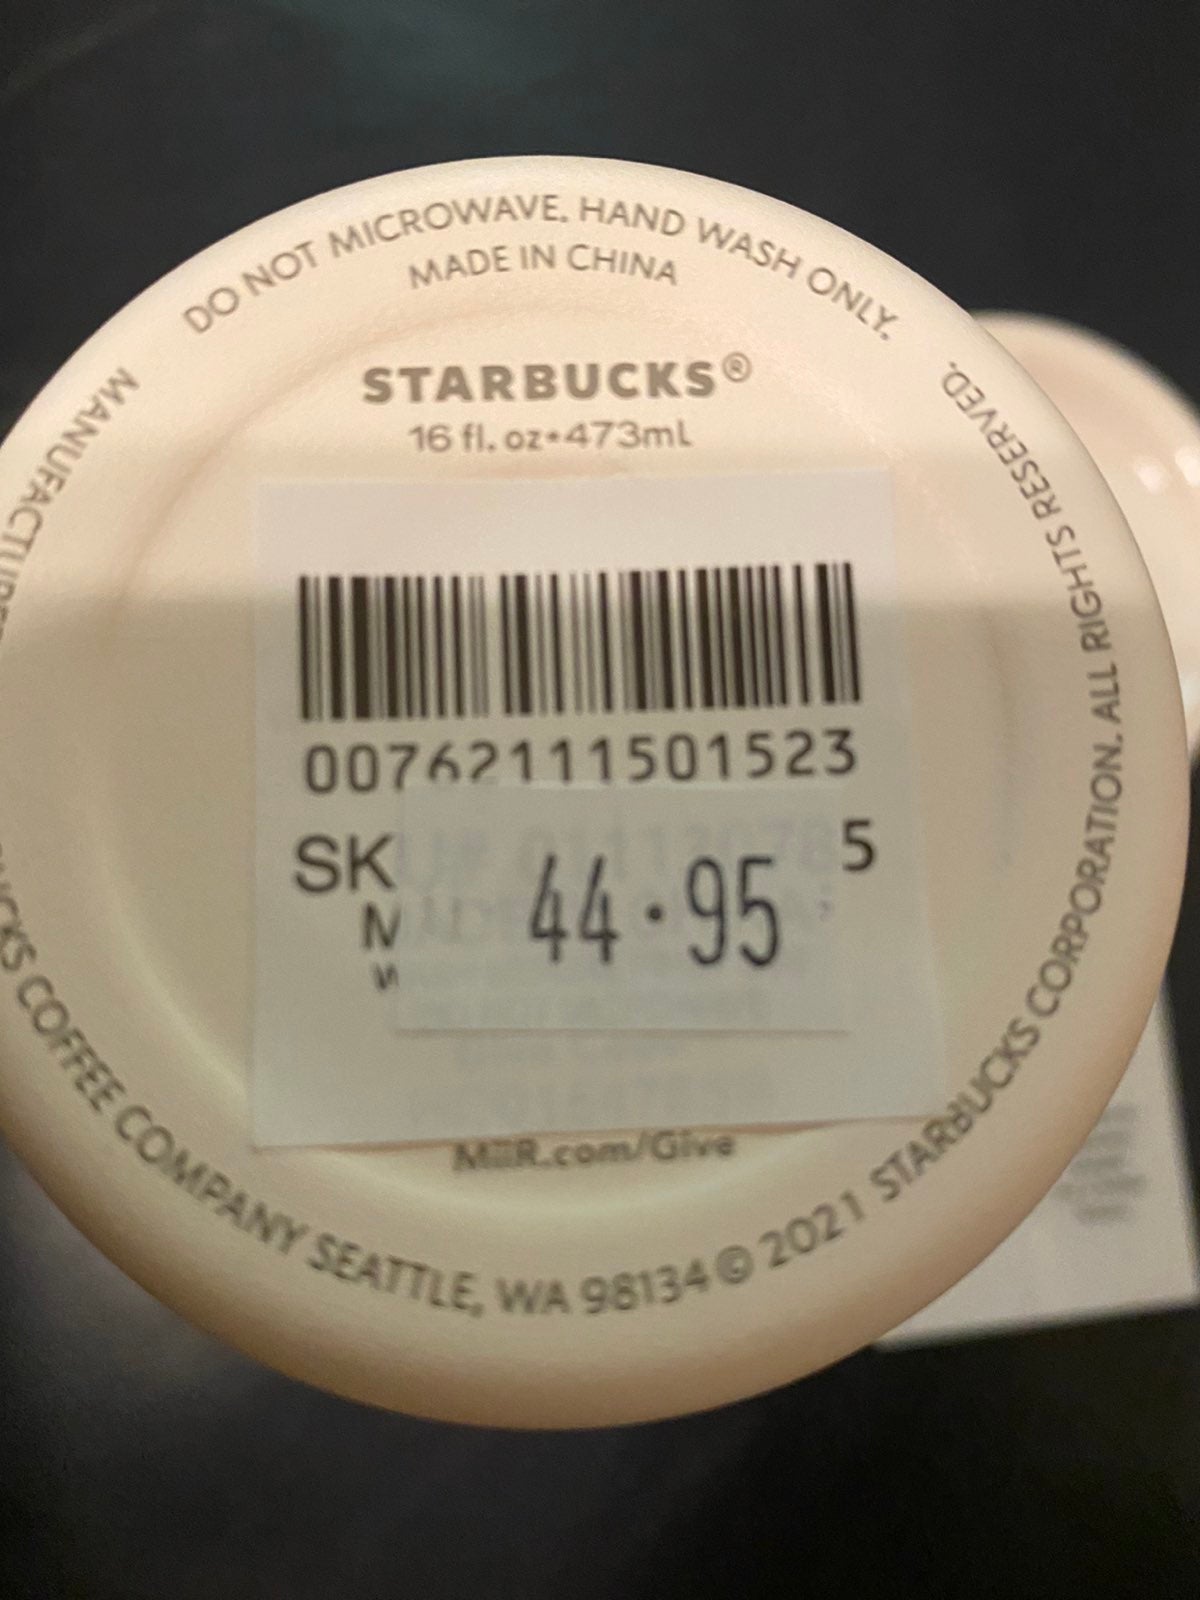 DO NOT MICROWAVE. HAND WASH ONLY.
MADE IN CHINA
STARBUCKS®
16 fl. oz•473mL
00762111501523
SK 5
44.95
MiiR.com/Give
COFFEE COMPANY SEATTLE, WA 98134 © 2021 STARBUCKS CORPORATION. ALL RIGHTS RESERVED.